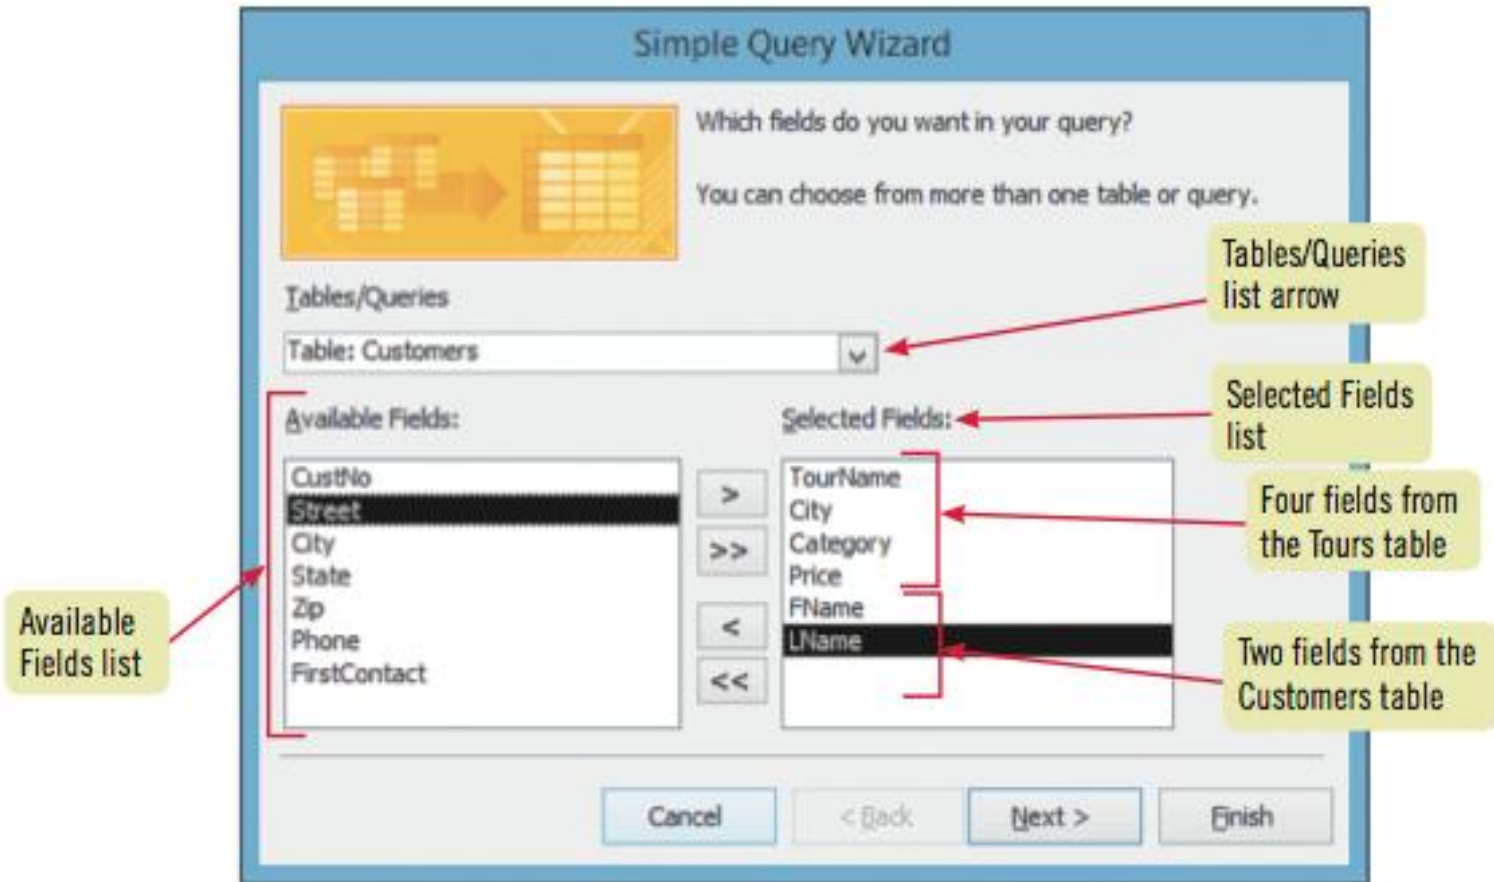 Simple Query Wizard
Which fields do you want in your query?
You can choose from more than one table or query.
Tables/Queries
list arrow
Tables/Queries
Table: Customers
Available Fields:
Selected Fields:
Selected Fields
list
CustNo
Street
City
State
Zip
Phone
FirstContact
>
>>
<
<<
TourName
City
Category
Price
FName
LName
Four fields from
the Tours table
Two fields from the
Customers table
Available
Fields list
Cancel
< Back
Next >
Finish